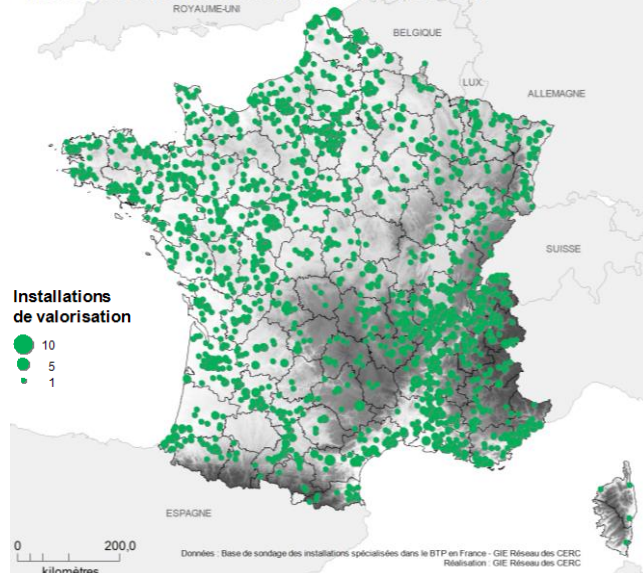 ROYAUME-UNI
BELGIQUE
LUX.
ALLEMAGNE
SUISSE
Installations
de valorisation
10
5
1
ESPAGNE
0 200,0
kilomètres
Données : Base de sondage des installations spécialisées dans le BTP en France - GIE Réseau des CERC
Réalisation : GIE Réseau des CERC